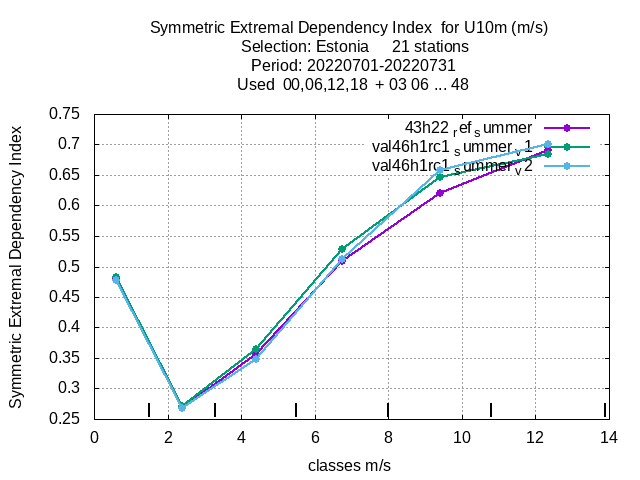 Symmetric Extremal Dependency Index for U10m (m/s)
Selection: Estonia 21 stations
Period: 20220701-20220731
Used 00,06,12,18 + 03 06 ... 48
43h22 ref summer
val46h1rc1 summer v1
val46h1rc1 summer v2
Symmetric Extremal Dependency Index
0.75
0.7
0.65
0.6
0.55
0.5
0.45
0.4
0.35
0.3
0.25
0 2 4 6 8 10 12 14
classes m/s